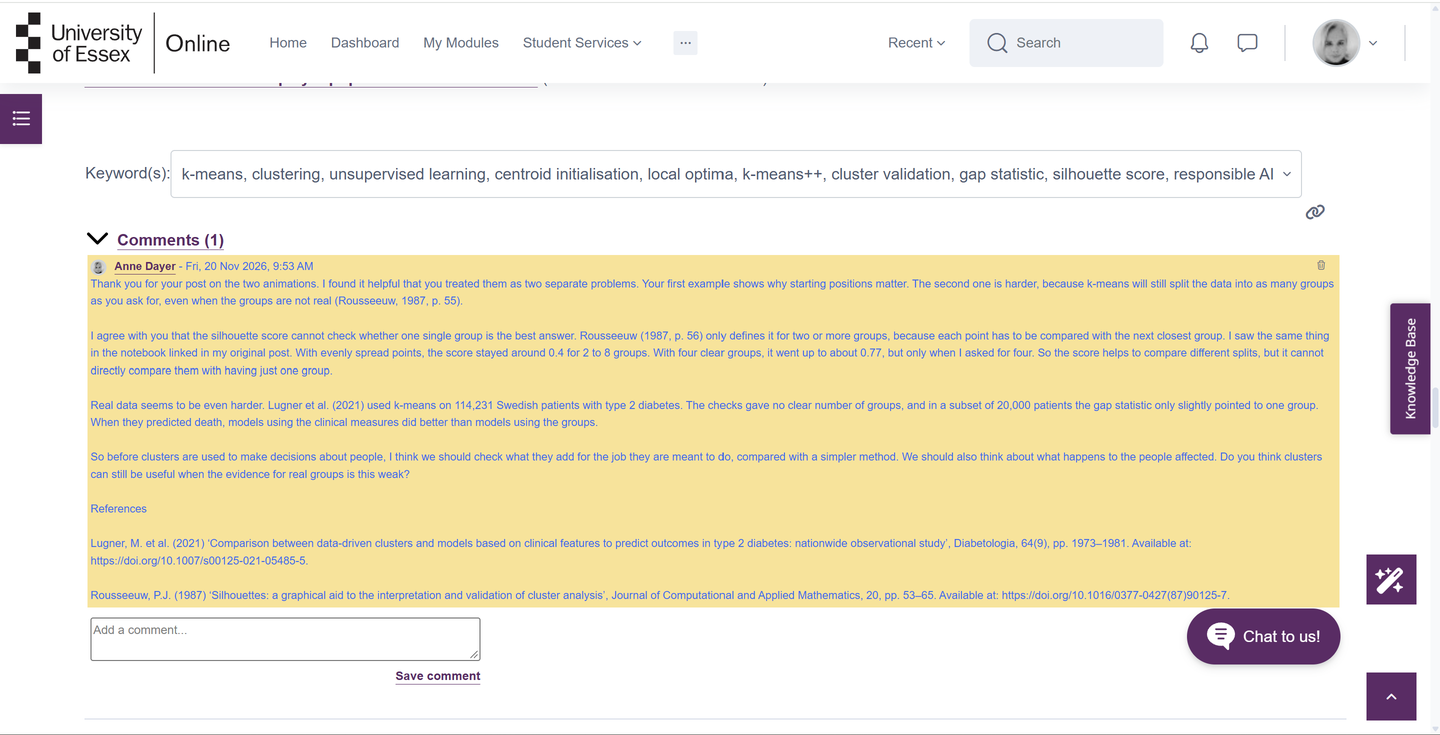 University
of Essex
Online
Home
Dashboard
My Modules
Student Services
...
Recent
Search
Keyword(s):
k-means, clustering, unsupervised learning, centroid initialisation, local optima, k-means++, cluster validation, gap statistic, silhouette score, responsible AI
Comments (1)
Anne Dayer - Fri, 20 Nov 2026, 9:53 AM
Thank you for your post on the two animations. I found it helpful that you treated them as two separate problems. Your first example shows why starting positions matter. The second one is harder, because k-means will still split the data into as many groups
as you ask for, even when the groups are not real (Rousseeuw, 1987, p. 55).
I agree with you that the silhouette score cannot check whether one single group is the best answer. Rousseeuw (1987, p. 56) only defines it for two or more groups, because each point has to be compared with the next closest group. I saw the same thing
in the notebook linked in my original post. With evenly spread points, the score stayed around 0.4 for 2 to 8 groups. With four clear groups, it went up to about 0.77, but only when I asked for four. So the score helps to compare different splits, but it cannot
directly compare them with having just one group.
Real data seems to be even harder. Lugner et al. (2021) used k-means on 114,231 Swedish patients with type 2 diabetes. The checks gave no clear number of groups, and in a subset of 20,000 patients the gap statistic only slightly pointed to one group.
When they predicted death, models using the clinical measures did better than models using the groups.
So before clusters are used to make decisions about people, I think we should check what they add for the job they are meant to do, compared with a simpler method. We should also think about what happens to the people affected. Do you think clusters
can still be useful when the evidence for real groups is this weak?
References
Lugner, M. et al. (2021) ‘Comparison between data-driven clusters and models based on clinical features to predict outcomes in type 2 diabetes: nationwide observational study’, Diabetologia, 64(9), pp. 1973–1981. Available at:
https://doi.org/10.1007/s00125-021-05485-5.
Rousseeuw, P.J. (1987) ‘Silhouettes: a graphical aid to the interpretation and validation of cluster analysis’, Journal of Computational and Applied Mathematics, 20, pp. 53–65. Available at: https://doi.org/10.1016/0377-0427(87)90125-7.
Add a comment...
Save comment
Knowledge Base
Chat to us!